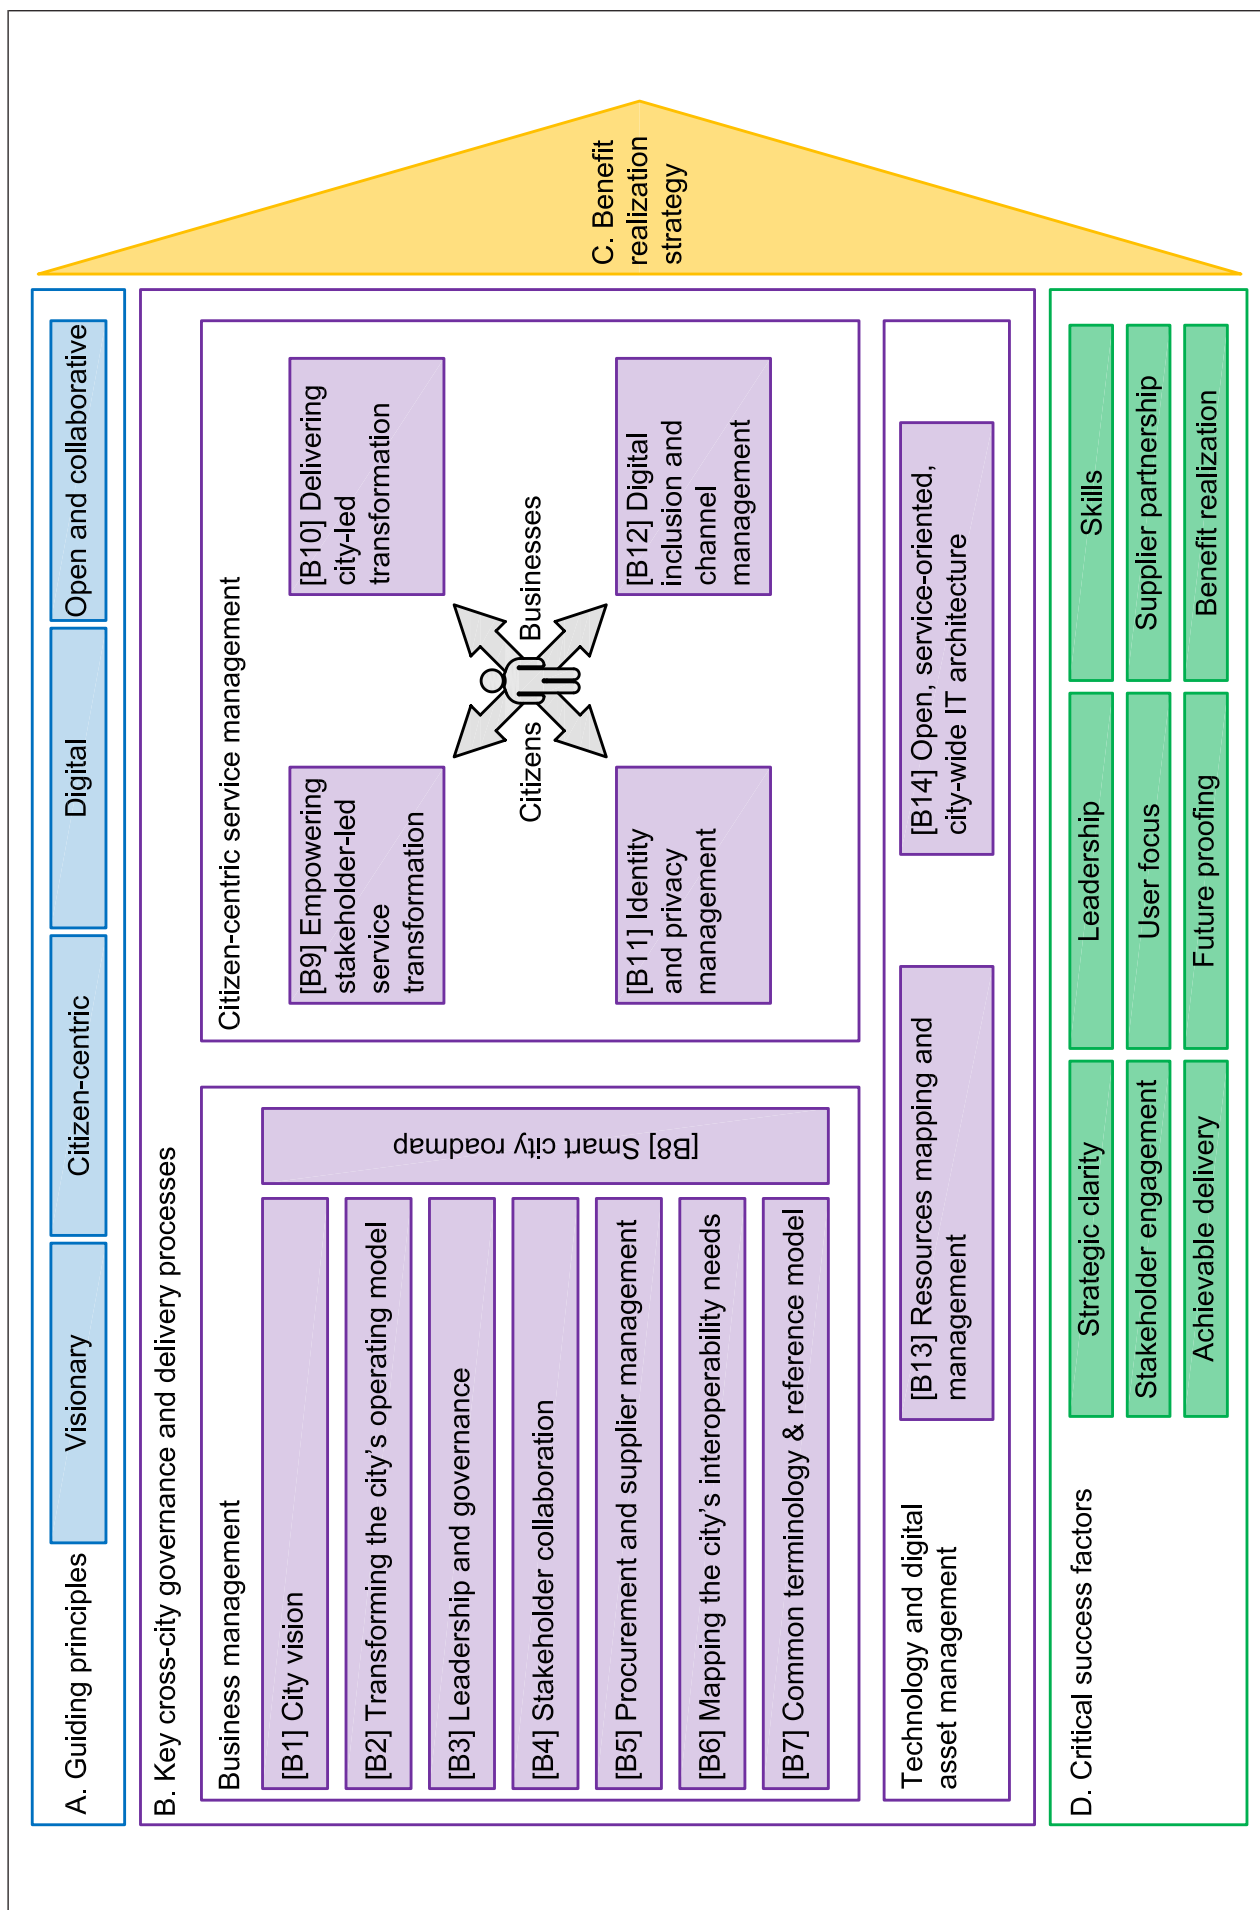 A. Guiding principles
Visionary
Citizen-centric
Digital
Open and collaborative
B. Key cross-city governance and delivery processes
Business management
[B1] City vision
[B2] Transforming the city’s operating model
[B3] Leadership and governance
[B4] Stakeholder collaboration
[B5] Procurement and supplier management
[B6] Mapping the city’s interoperability needs
[B7] Common terminology & reference model
[B8] Smart city roadmap
Citizen-centric service management
[B9] Empowering
stakeholder-led
service
transformation
[B10] Delivering
city-led
transformation
Citizens
Businesses
[B11] Identity
and privacy
management
[B12] Digital
inclusion and
channel
management
Technology and digital
asset management
[B13] Resources mapping and
management
[B14] Open, service-oriented,
city-wide IT architecture
C. Benefit
realization
strategy
D. Critical success factors
Strategic clarity
Leadership
Skills
Stakeholder engagement
User focus
Supplier partnership
Achievable delivery
Future proofing
Benefit realization